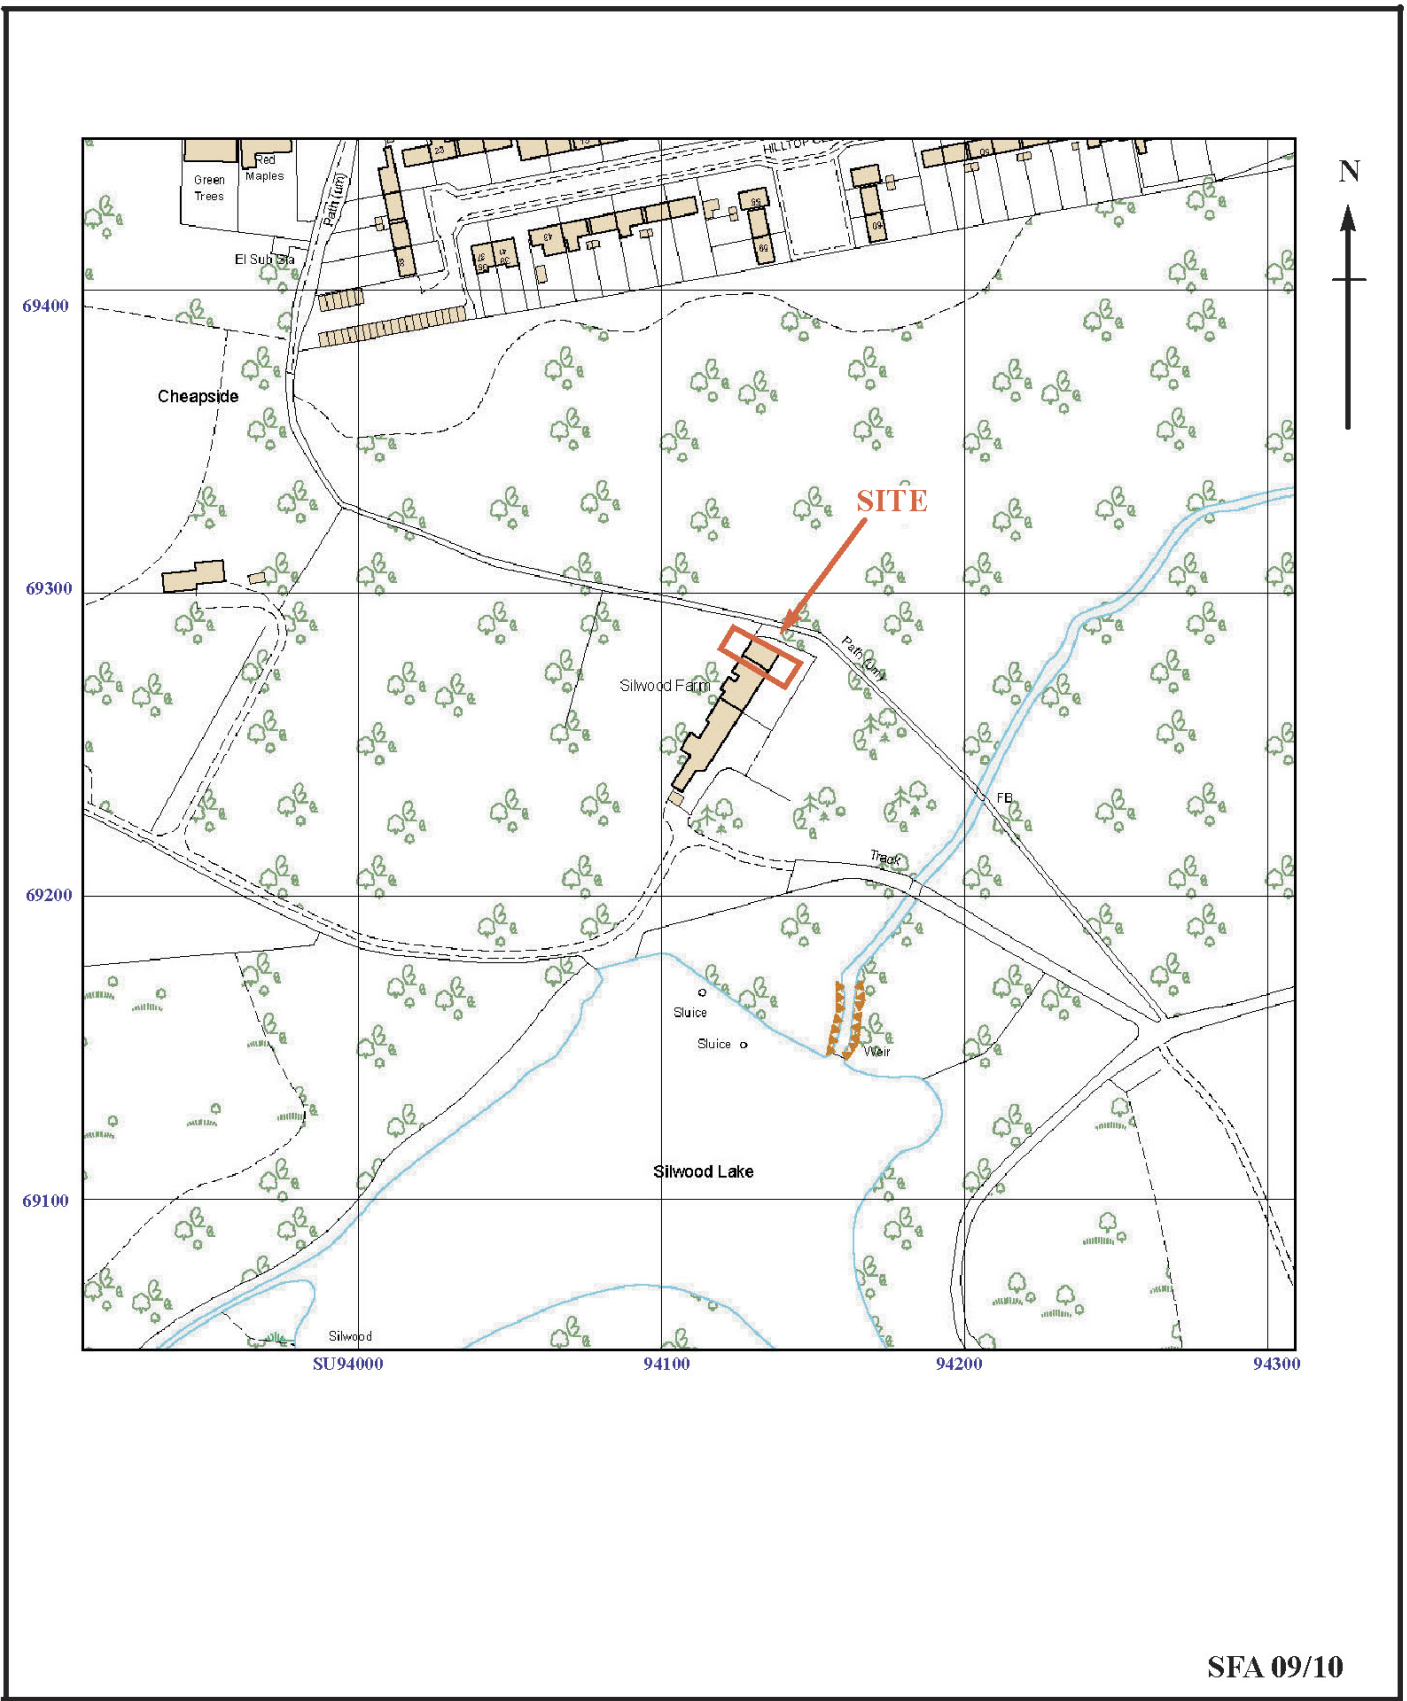 HILLTOP C
Red
Maples
Green
Trees
Path (um)
El Sub Sta
N
69400
Cheapside
SITE
69300
Path (um)
Silwood Farm
FB
Track
69200
Sluice
Sluice
Weir
Silwood Lake
69100
Silwood
SU94000
94100
94200
94300
SFA 09/10